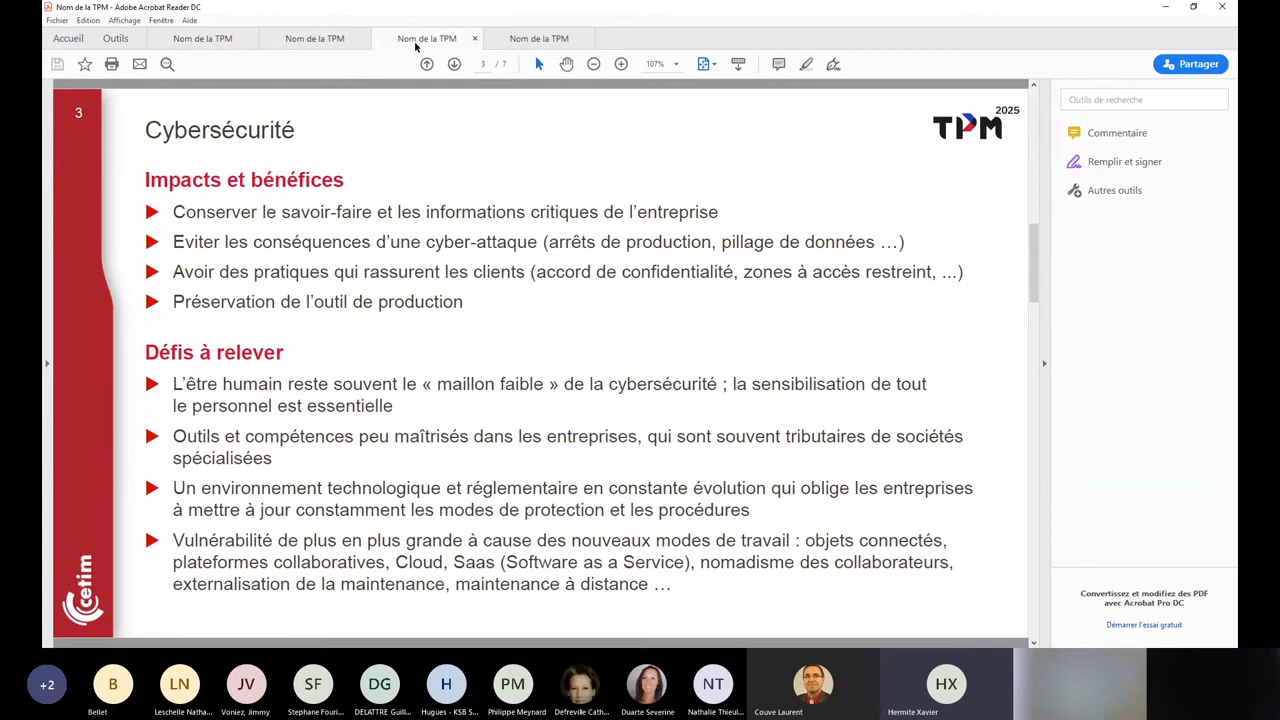 Nom de la TPM - Adobe Acrobat Reader DC
Fichier Edition Affichage Fenêtre Aide
Accueil Outils Nom de la TPM Nom de la TPM Nom de la TPM × Nom de la TPM
3 / 7 107% Partager
3
Cybersécurité
TPM 2025
Impacts et bénéfices
Conserver le savoir-faire et les informations critiques de l'entreprise
Eviter les conséquences d'une cyber-attaque (arrêts de production, pillage de données …)
Avoir des pratiques qui rassurent les clients (accord de confidentialité, zones à accès restreint, ...)
Préservation de l'outil de production
Défis à relever
L'être humain reste souvent le « maillon faible » de la cybersécurité ; la sensibilisation de tout
le personnel est essentielle
Outils et compétences peu maîtrisés dans les entreprises, qui sont souvent tributaires de sociétés
spécialisées
Un environnement technologique et réglementaire en constante évolution qui oblige les entreprises
à mettre à jour constamment les modes de protection et les procédures
Vulnérabilité de plus en plus grande à cause des nouveaux modes de travail : objets connectés,
plateformes collaboratives, Cloud, Saas (Software as a Service), nomadisme des collaborateurs,
externalisation de la maintenance, maintenance à distance …
cetim
Outils de recherche
Commentaire
Remplir et signer
Autres outils
Convertissez et modifiez des PDF
avec Acrobat Pro DC
Démarrer l'essai gratuit
+2 B LN JV SF DG H PM NT HX
Bellet Leschelle Natha... Voniez, Jimmy Stephane Fouri... DELATTRE Guill... Hugues - KSB S... Philippe Meynard Defreville Cath... Duarte Severine Nathalie Thieul... Couve Laurent Hermite Xavier